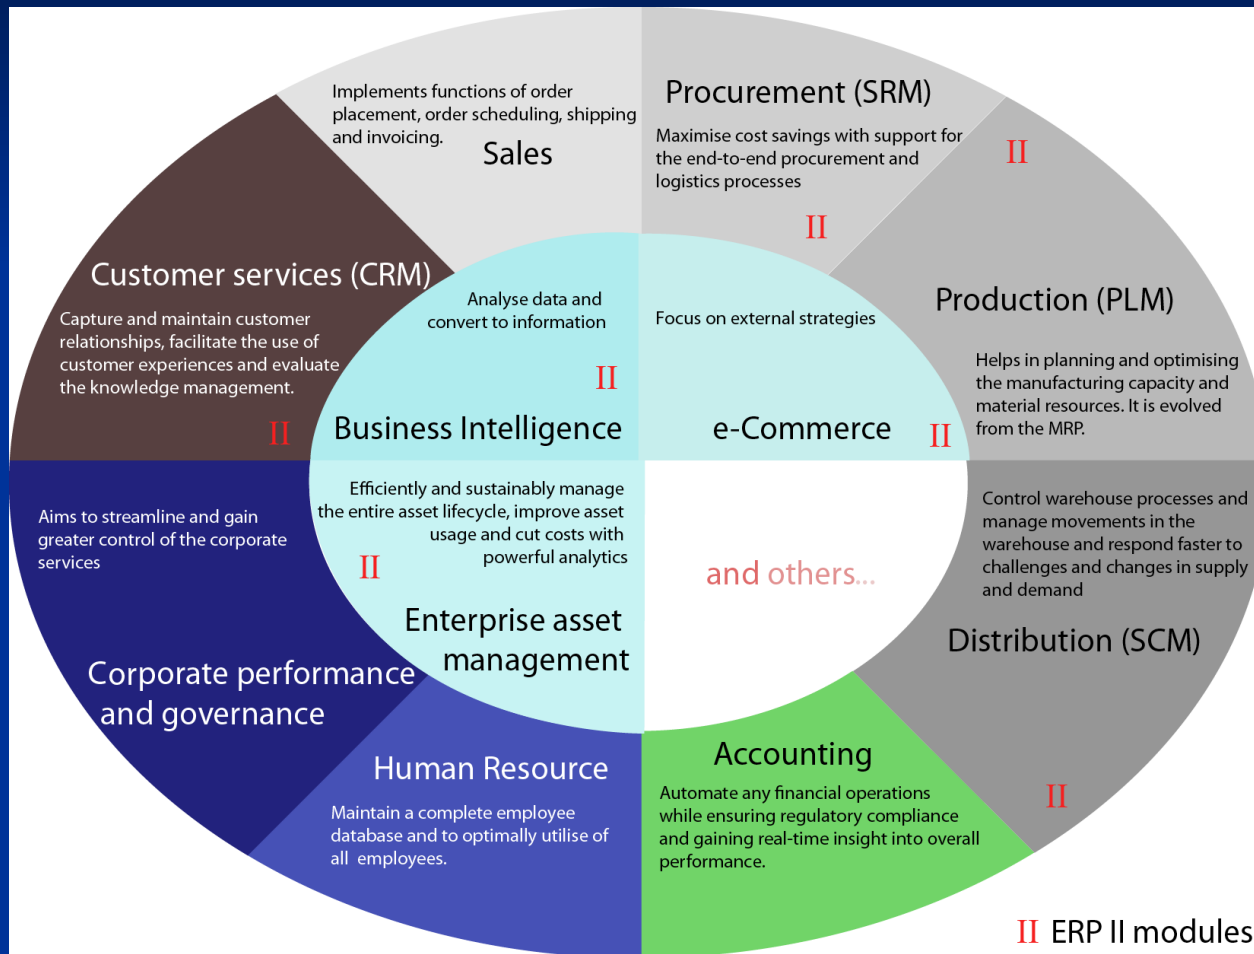 Implements functions of order
placement, order scheduling, shipping
and invoicing.
Sales
Procurement (SRM)
Maximise cost savings with support for
the end-to-end procurement and
logistics processes
II
II
Production (PLM)
Helps in planning and optimising
the manufacturing capacity and
material resources. It is evolved
from the MRP.
Customer services (CRM)
Capture and maintain customer
relationships, facilitate the use of
customer experiences and evaluate
the knowledge management.
II
Analyse data and
convert to information
II
Business Intelligence
Focus on external strategies
e-Commerce
II
Aims to streamline and gain
greater control of the corporate
services
Corporate performance
and governance
Efficiently and sustainably manage
the entire asset lifecycle, improve asset
usage and cut costs with
powerful analytics
II
Enterprise asset
management
and others...
Control warehouse processes and
manage movements in the
warehouse and respond faster to
challenges and changes in supply
and demand
Distribution (SCM)
II
Human Resource
Maintain a complete employee
database and to optimally utilise of
all employees.
Accounting
Automate any financial operations
while ensuring regulatory compliance
and gaining real-time insight into overall
performance.
II ERP II modules